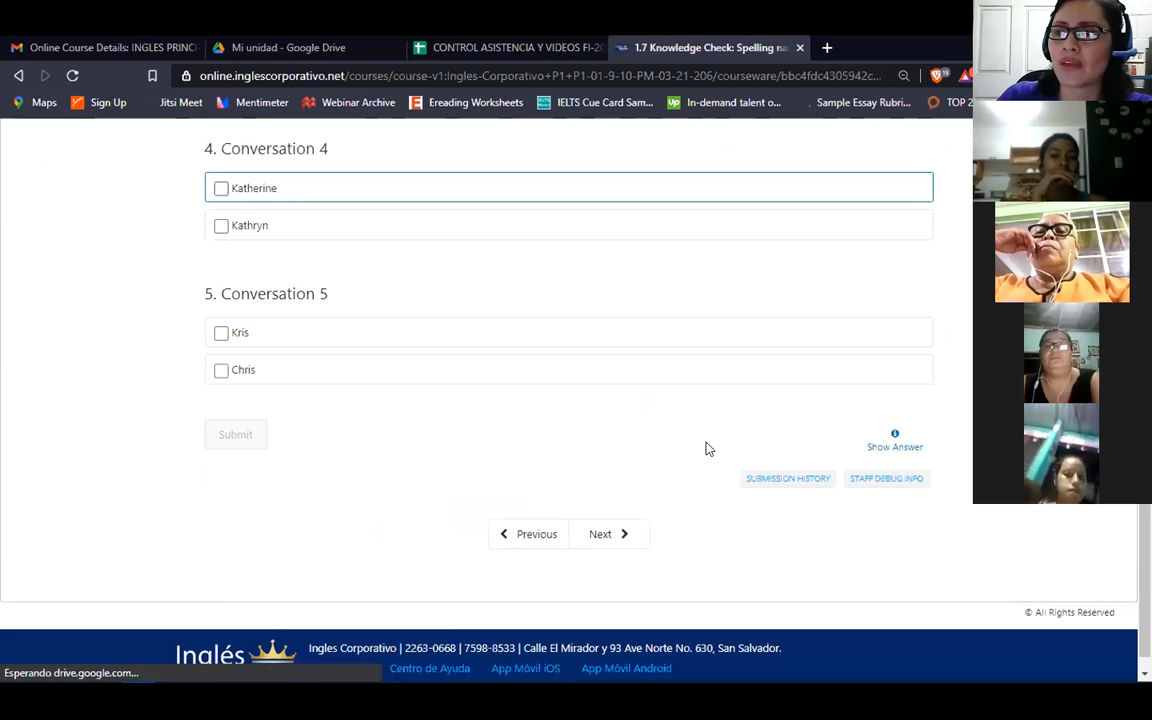 Online Course Details: INGLES PRINCI
Mi unidad - Google Drive
CONTROL ASISTENCIA Y VIDEOS FI-20
1.7 Knowledge Check: Spelling na
online.inglescorporativo.net/courses/course-v1:Ingles-Corporativo+P1+P1-01-9-10-PM-03-21-206/courseware/bbc4fdc4305942c...
Maps
Sign Up
Jitsi Meet
Mentimeter
Webinar Archive
Ereading Worksheets
IELTS Cue Card Sam...
In-demand talent o...
Sample Essay Rubri...
TOP 2
4. Conversation 4
Katherine
Kathryn
5. Conversation 5
Kris
Chris
Submit
Show Answer
SUBMISSION HISTORY
STAFF DEBUG INFO
Previous
Next
© All Rights Reserved
Inglés
Ingles Corporativo | 2263-0668 | 7598-8533 | Calle El Mirador y 93 Ave Norte No. 630, San Salvador.
Centro de Ayuda
App Móvil iOS
App Móvil Android
Esperando drive.google.com...